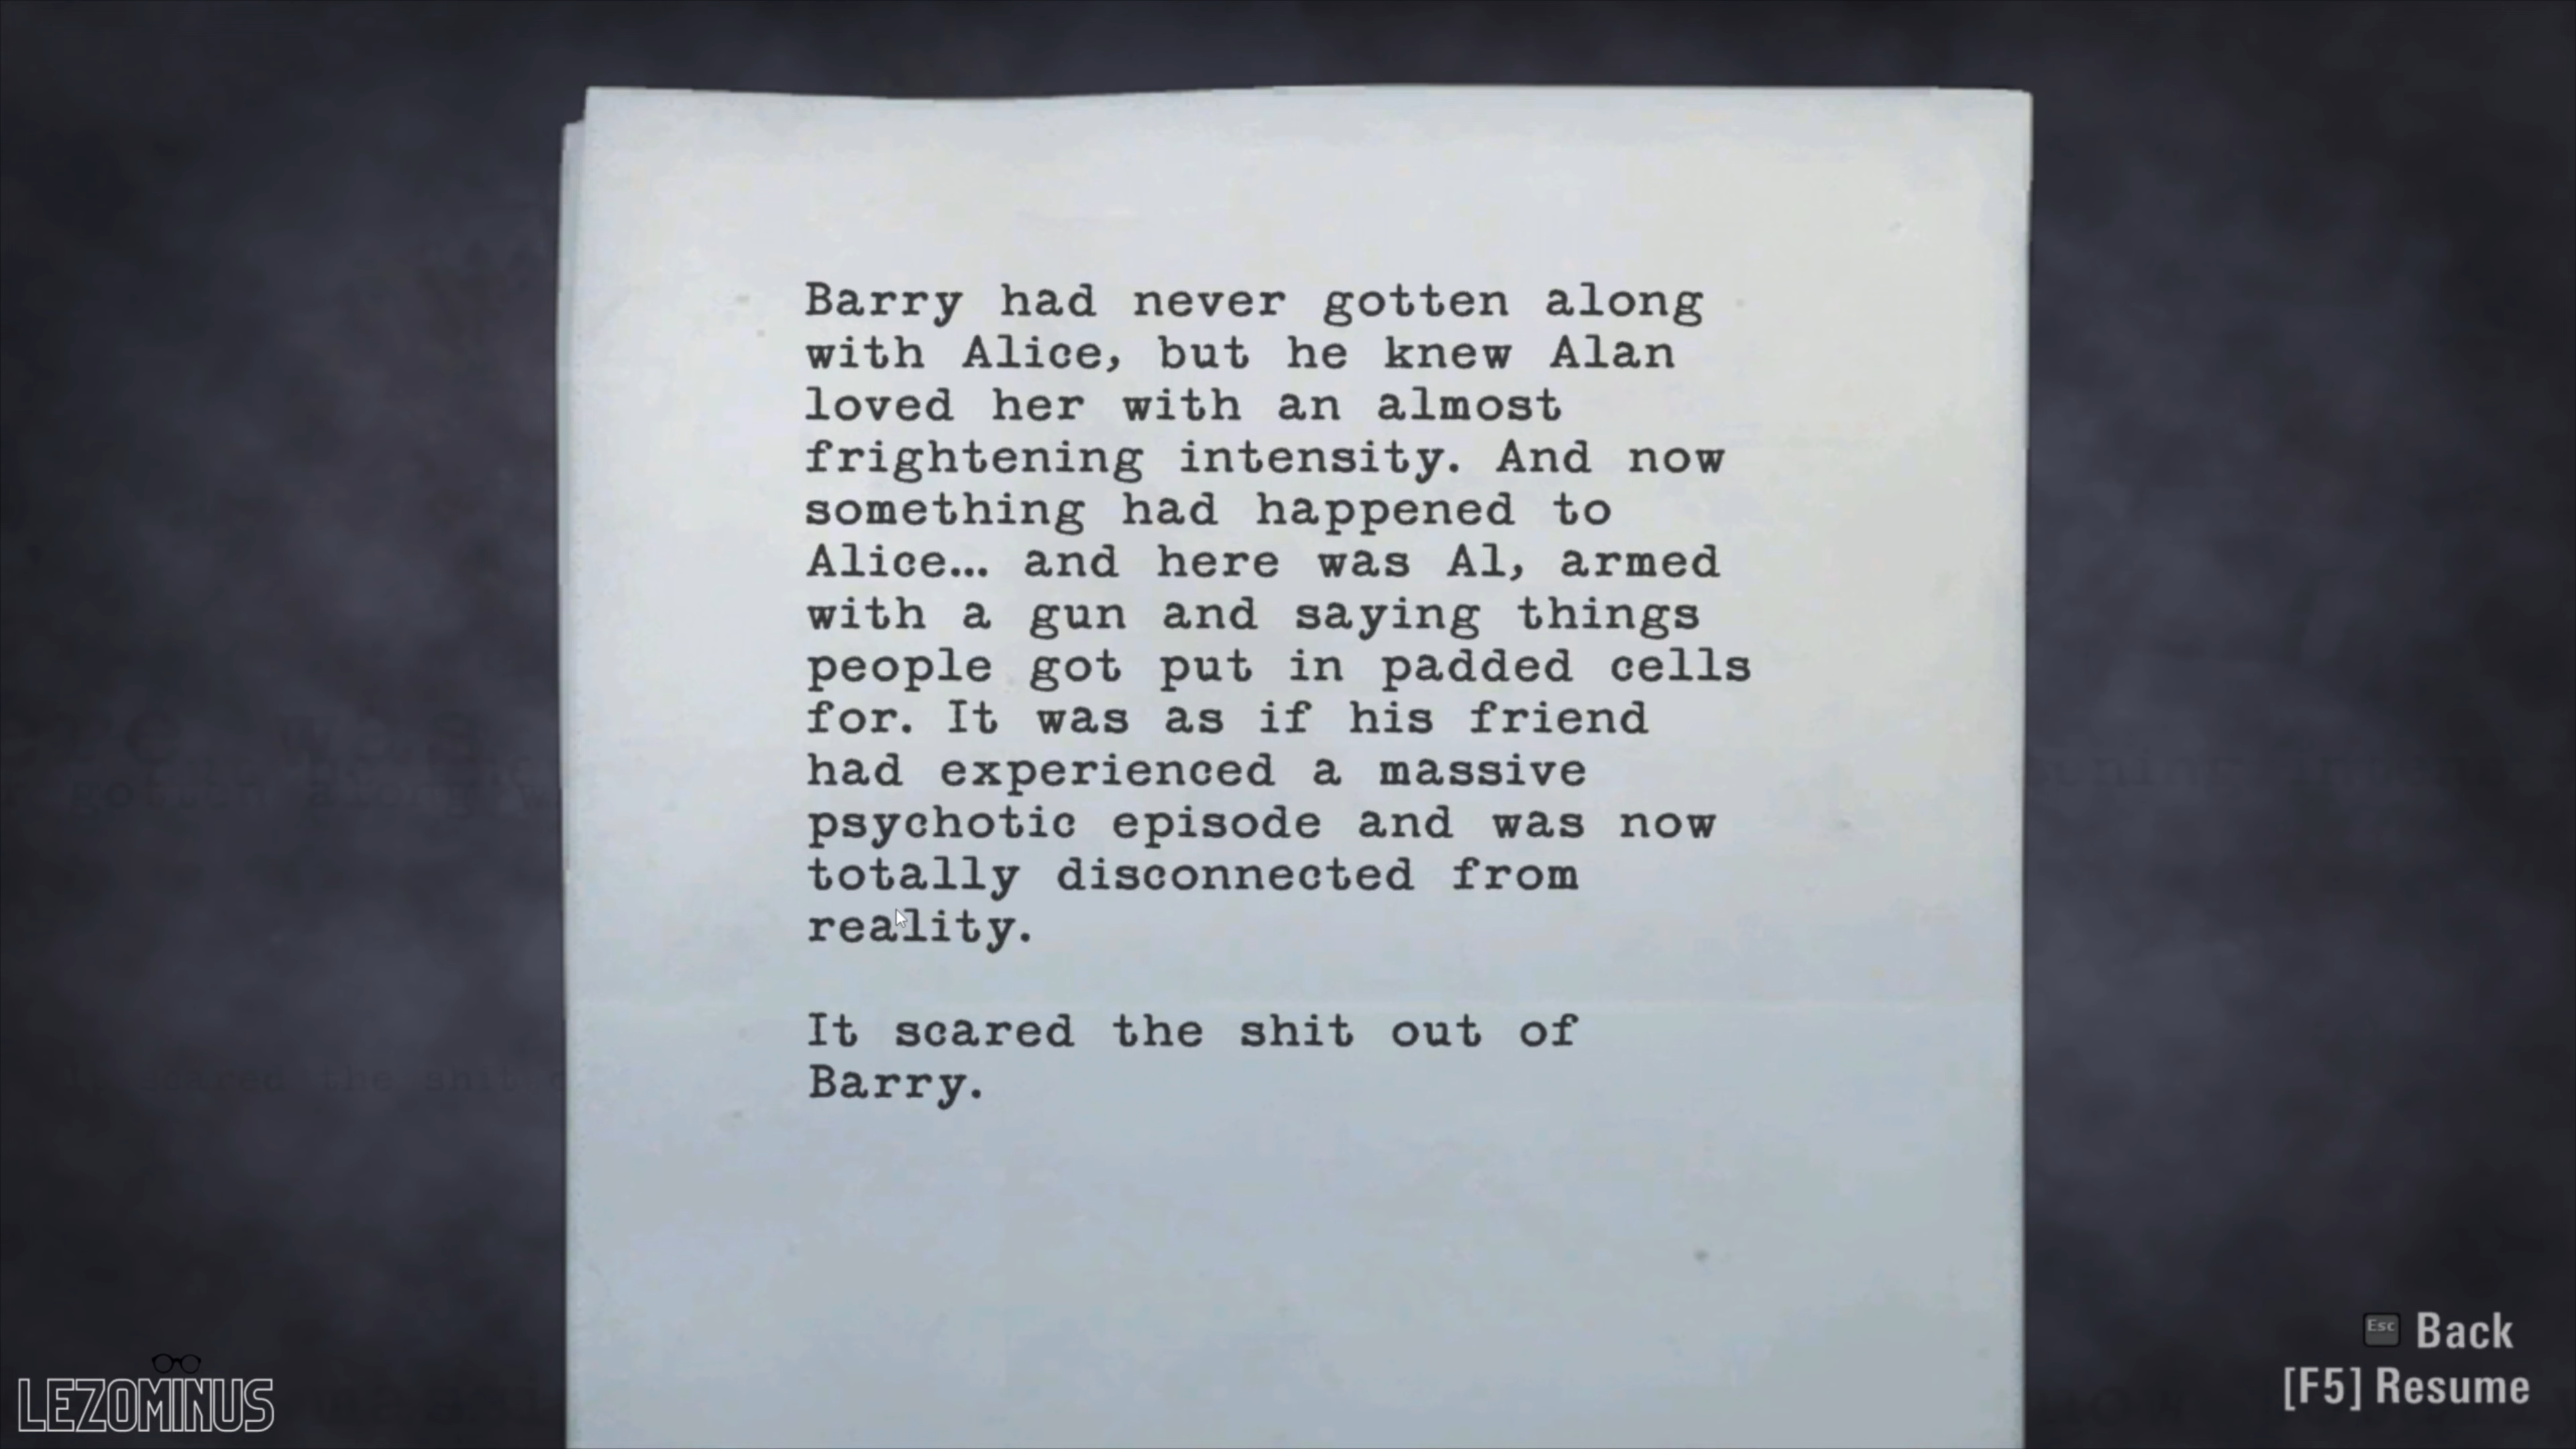 Barry had never gotten along
with Alice, but he knew Alan
loved her with an almost
frightening intensity. And now
something had happened to
Alice… and here was Al, armed
with a gun and saying things
people got put in padded cells
for. It was as if his friend
had experienced a massive
psychotic episode and was now
totally disconnected from
reality.
It scared the shit out of
Barry.
Esc Back
[F5] Resume
LEZOMINUS